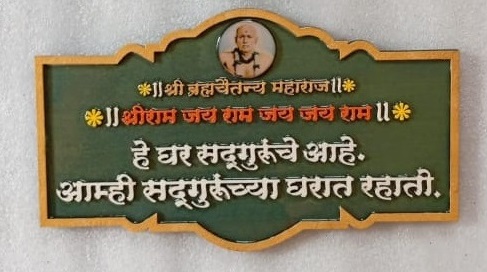 *॥श्री ब्रह्मचैतन्य महाराज॥*
*॥श्रीराम जय राम जय जय राम॥*
हे घर सद्‌गुरूंचे आहे.
आम्ही सद्‌गुरूंच्या घरात रहातो.